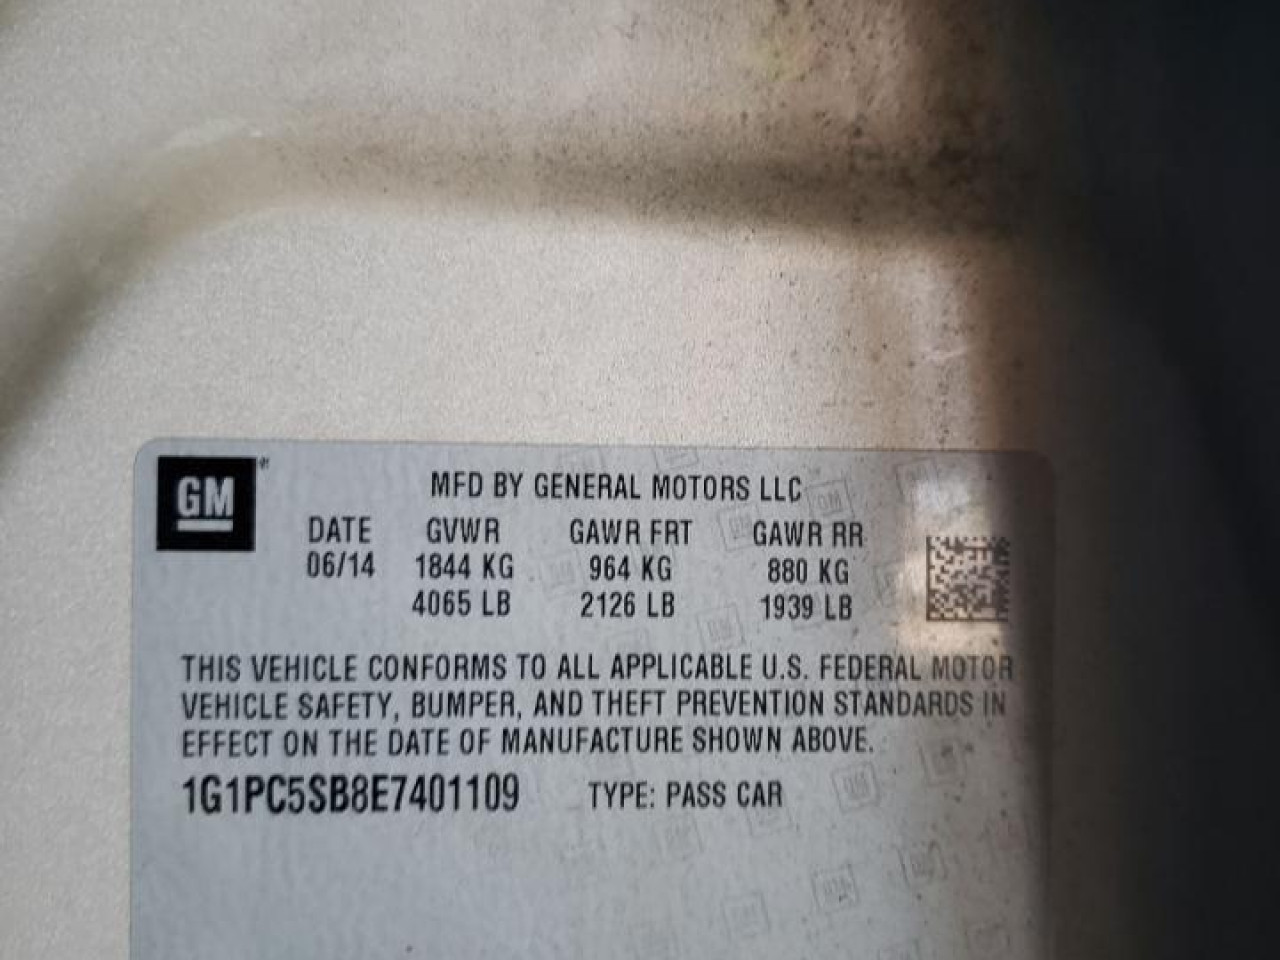 GM
MFD BY GENERAL MOTORS LLC
DATE GVWR GAWR FRT GAWR RR
06/14 1844 KG 964 KG 880 KG
4065 LB 2126 LB 1939 LB
THIS VEHICLE CONFORMS TO ALL APPLICABLE U.S. FEDERAL MOTOR
VEHICLE SAFETY, BUMPER, AND THEFT PREVENTION STANDARDS IN
EFFECT ON THE DATE OF MANUFACTURE SHOWN ABOVE.
1G1PC5SB8E7401109 TYPE: PASS CAR